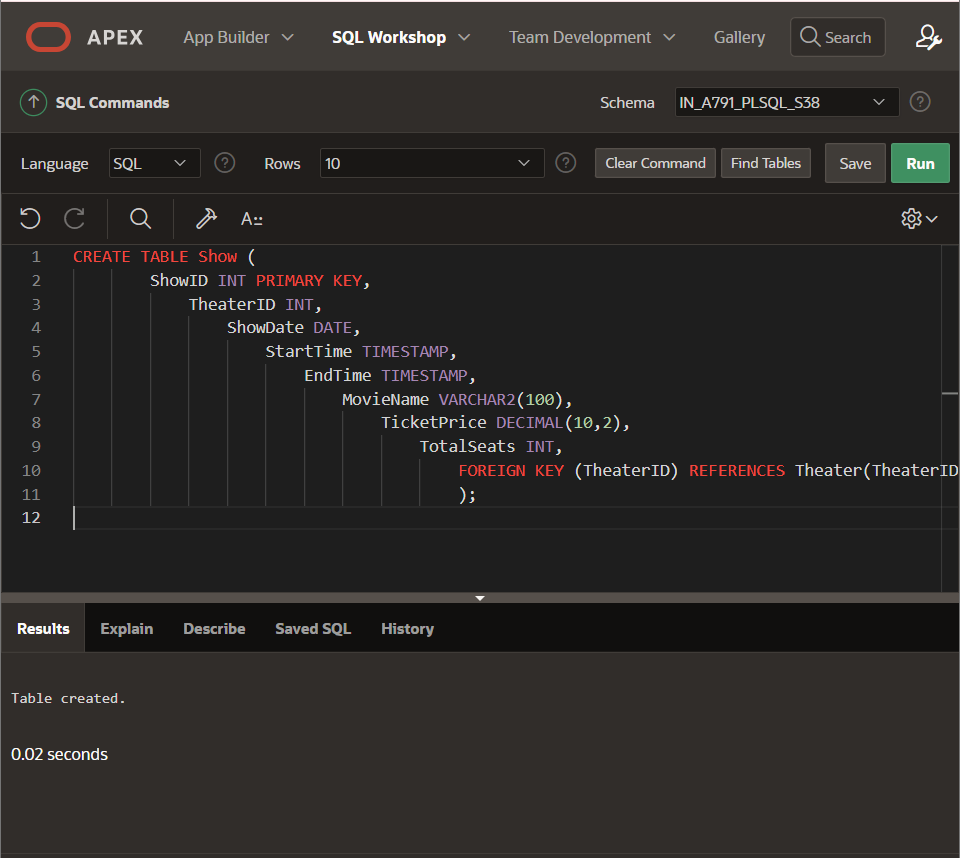 APEX App Builder SQL Workshop Team Development Gallery Search
SQL Commands Schema IN_A791_PLSQL_S38 ?
Language SQL ? Rows 10 ? Clear Command Find Tables Save Run
A::
1 CREATE TABLE Show (
2 ShowID INT PRIMARY KEY,
3 TheaterID INT,
4 ShowDate DATE,
5 StartTime TIMESTAMP,
6 EndTime TIMESTAMP,
7 MovieName VARCHAR2(100),
8 TicketPrice DECIMAL(10,2),
9 TotalSeats INT,
10 FOREIGN KEY (TheaterID) REFERENCES Theater(TheaterID
11 );
12
Results Explain Describe Saved SQL History
Table created.
0.02 seconds